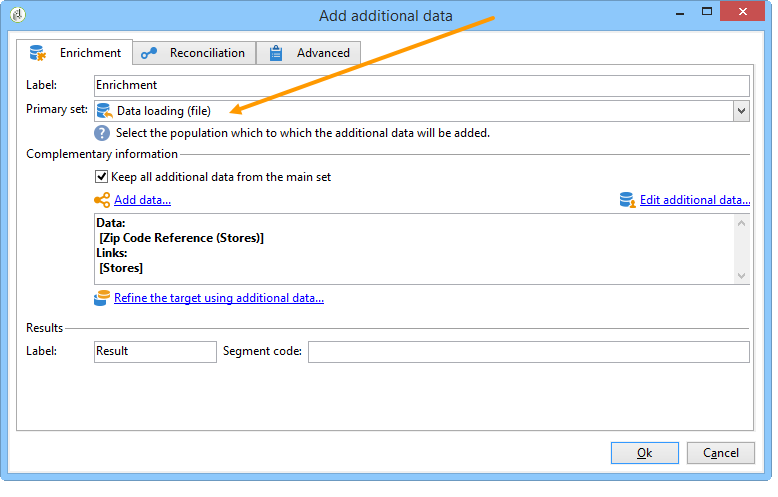 Add additional data
Enrichment Reconciliation Advanced
Label: Enrichment
Primary set: Data loading (file)
? Select the population which to which the additional data will be added.
Complementary information
Keep all additional data from the main set
Add data... Edit additional data...
Data:
[Zip Code Reference (Stores)]
Links:
[Stores]
Refine the target using additional data...
Results
Label: Result Segment code:
Ok Cancel